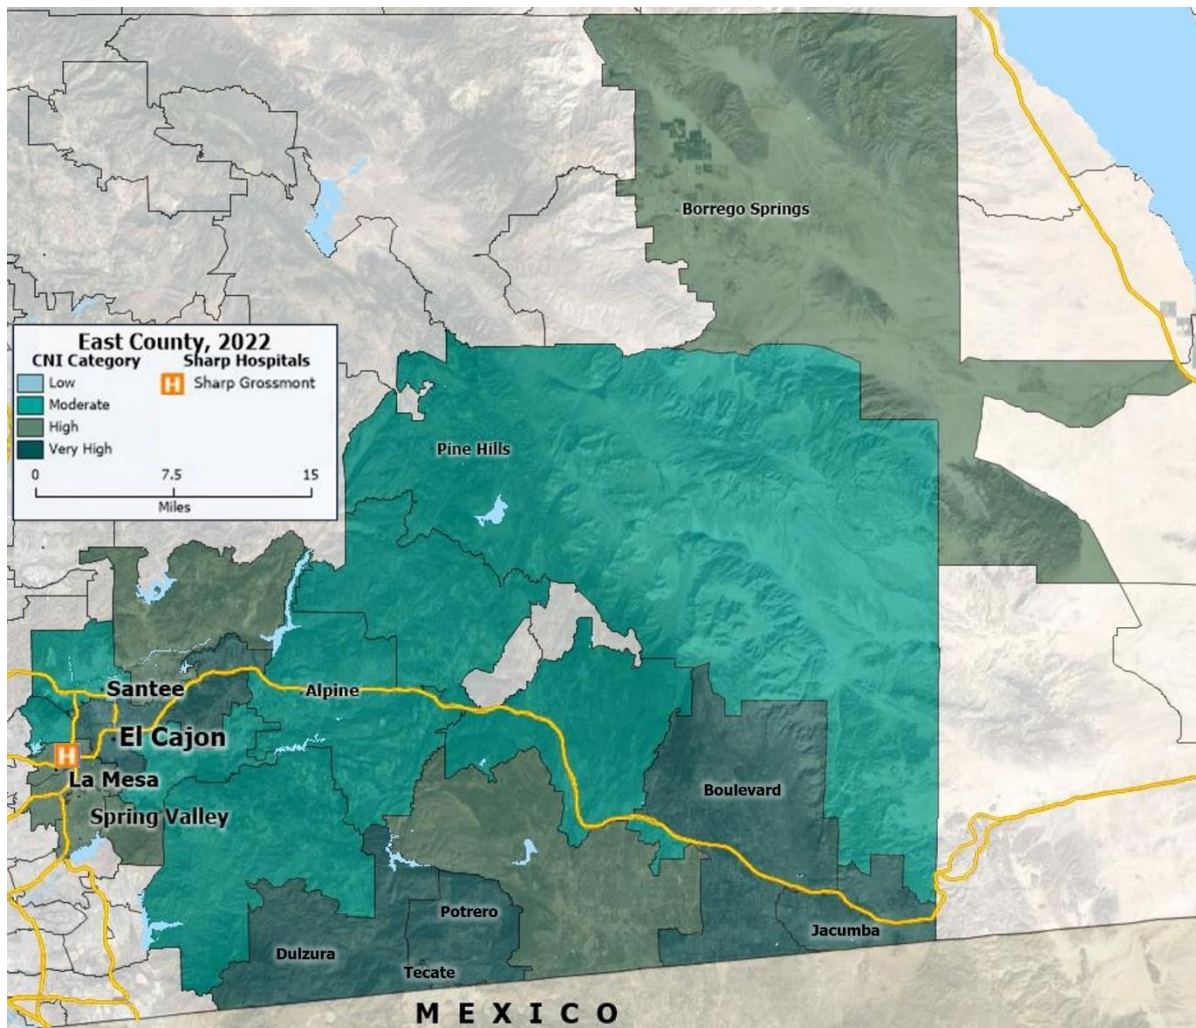 Borrego Springs
East County, 2022
CNI Category
Sharp Hospitals
Low
H Sharp Grossmont
Moderate
High
Very High
0 7.5 15
Miles
Pine Hills
Santee
Alpine
El Cajon
H
La Mesa
Boulevard
Spring Valley
Potrero
Jacumba
Dulzura
Tecate
MEXICO